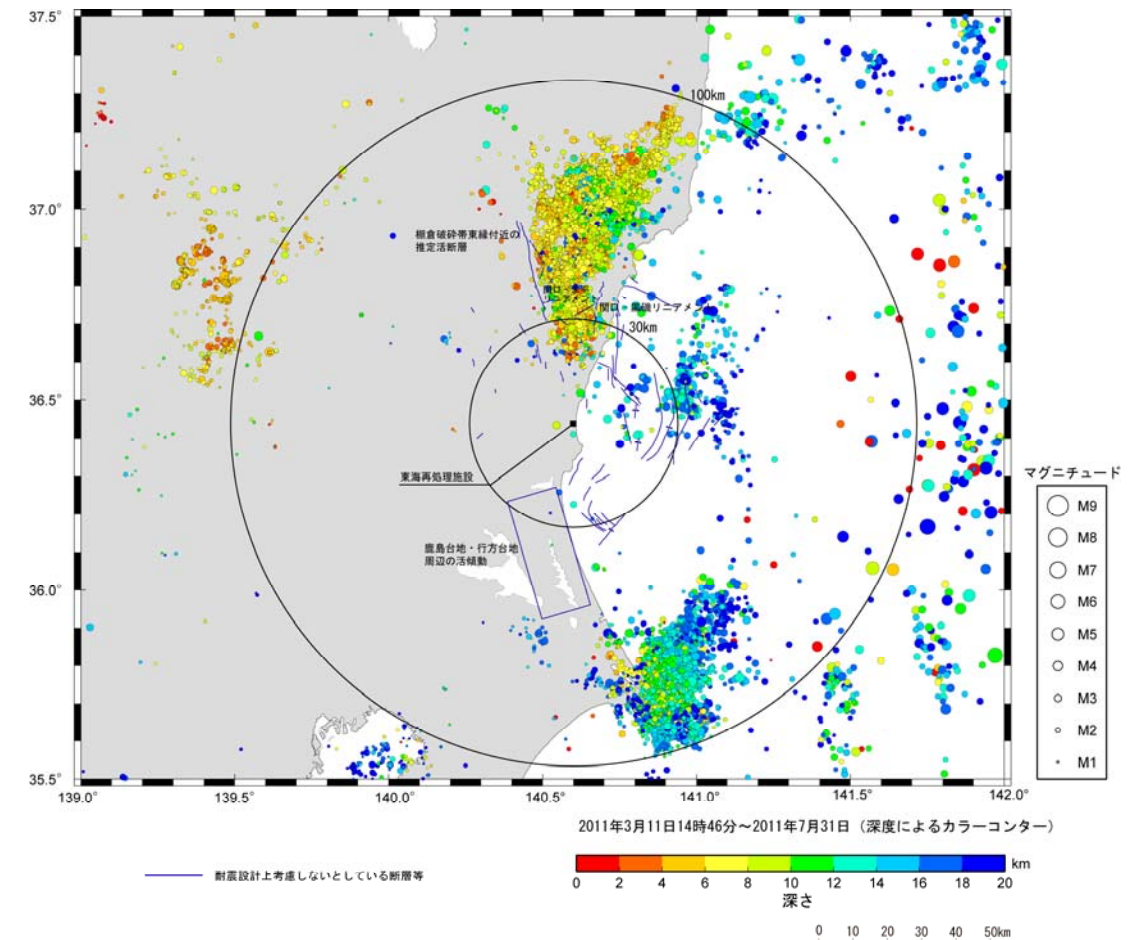 37.5°
100km
37.0°
棚倉破砕帯東縁付近の
推定活断層
関口
関口・黒磯リニアメン
30km
36.5°
東海再処理施設
鹿島台地・行方台地
周辺の活傾動
36.0°
35.5°
139.0°
139.5°
140.0°
140.5°
141.0°
141.5°
142.0°
マグニチュード
M9
M8
M7
M6
M5
M4
M3
M2
M1
2011年3月11日14時46分～2011年7月31日（深度によるカラーコンター）
耐震設計上考慮しないとしている断層等
km
0 2 4 6 8 10 12 14 16 18 20
深さ
0 10 20 30 40 50km